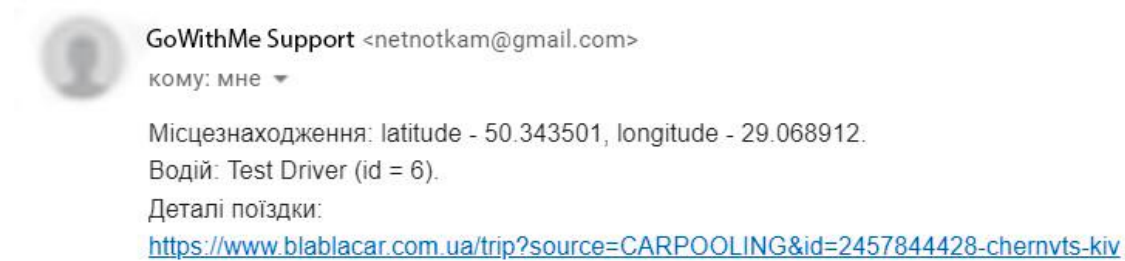 GoWithMe Support <netnotkam@gmail.com>
кому: мне
Місцезнаходження: latitude - 50.343501, longitude - 29.068912.
Водій: Test Driver (id = 6).
Деталі поїздки:
https://www.blablacar.com.ua/trip?source=CARPOOLING&id=2457844428-chernvts-kiv